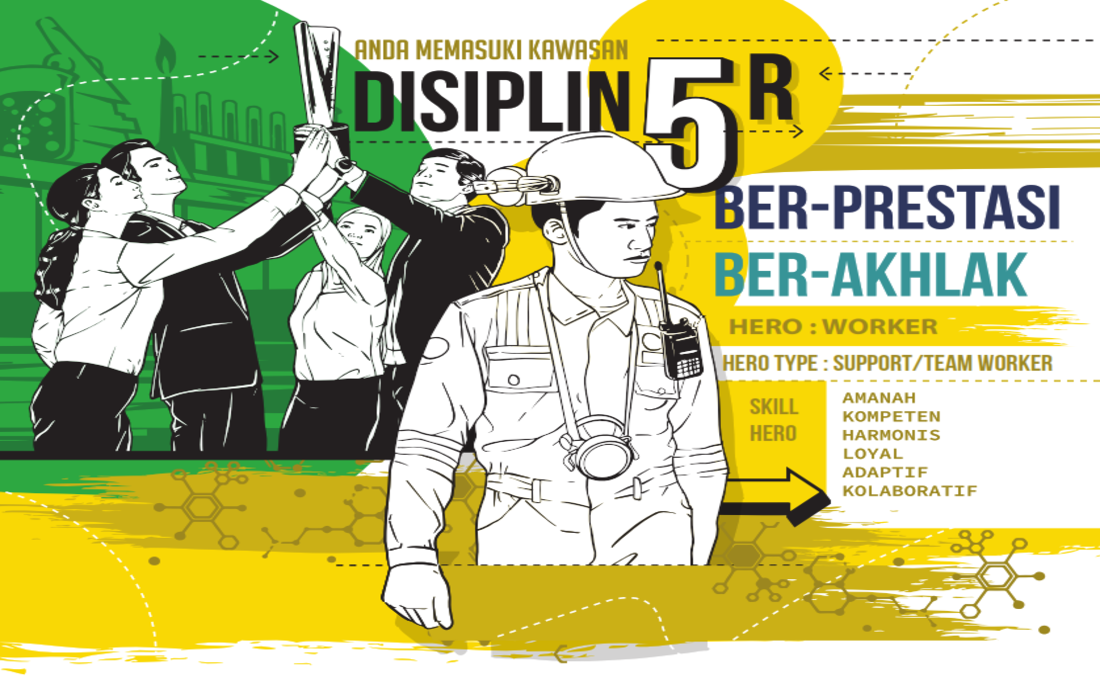 ANDA MEMASUKI KAWASAN
DISIPLIN 5R
BER-PRESTASI
BER-AKHLAK
HERO : WORKER
HERO TYPE : SUPPORT/TEAM WORKER
SKILL
HERO
AMANAH
KOMPETEN
HARMONIS
LOYAL
ADAPTIF
KOLABORATIF